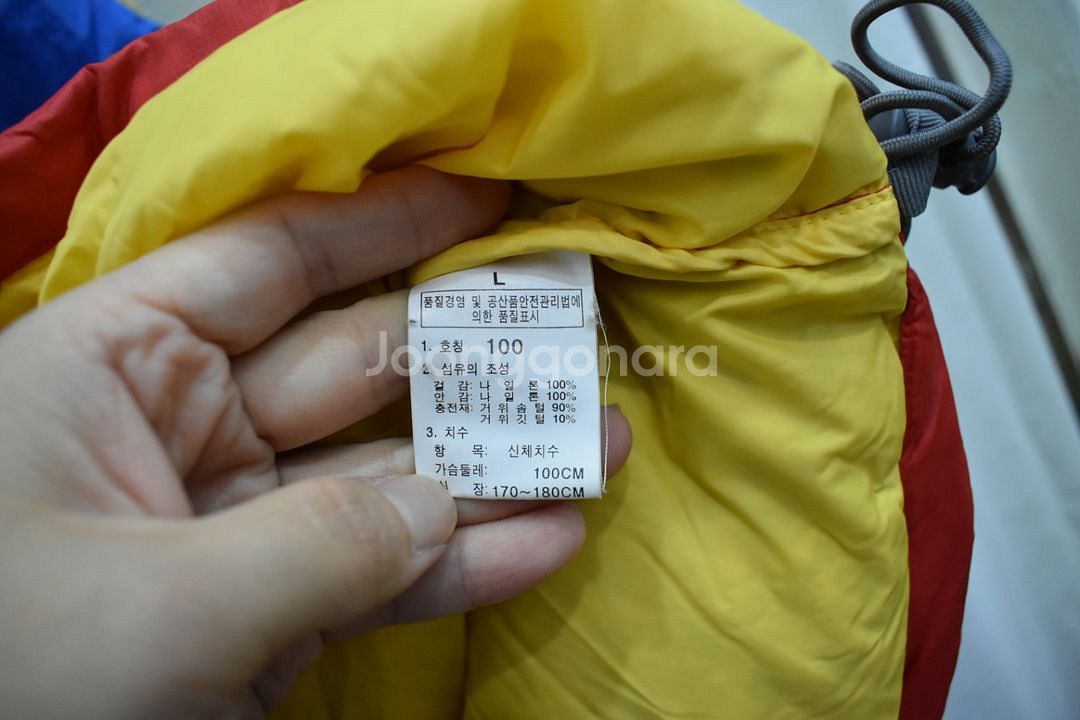 L
품질경영 및 공산품안전관리법에
의한 품질표시
1. 호칭 100
2. 섬유의 조성
겉 감: 나 일 론 100%
안 감: 나 일 론 100%
충전재: 거위솜털 90%
거위깃털 10%
3. 치수
항 목: 신체치수
가슴둘레: 100CM
장: 170~180CM
Joonggonara